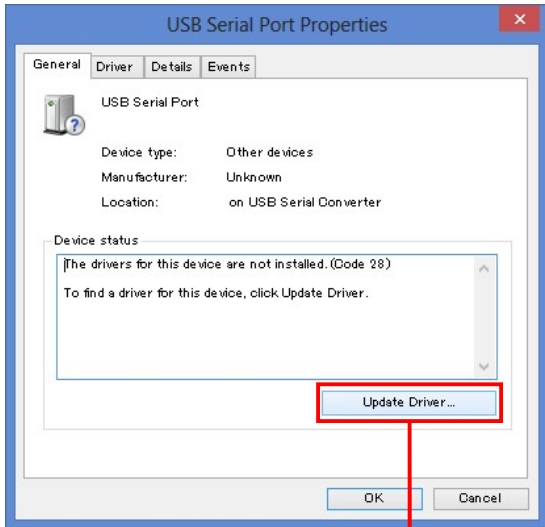 USB Serial Port Properties
General Driver Details Events
USB Serial Port
Device type: Other devices
Manufacturer: Unknown
Location: on USB Serial Converter
Device status
The drivers for this device are not installed. (Code 28)
To find a driver for this device, click Update Driver.
Update Driver...
OK Cancel